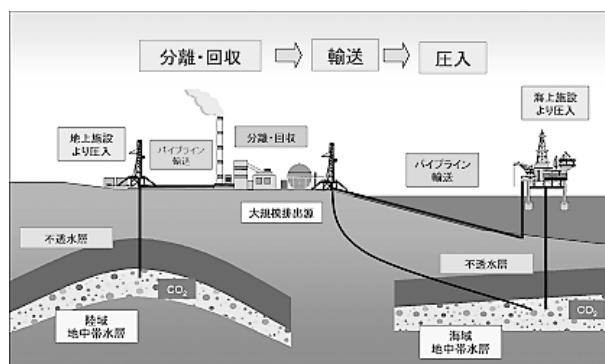 分離・回収
輸送
圧入
海上施設
より圧入
地上施設
より圧入
パイプライン
輸送
分離・回収
パイプライン
輸送
大規模排出源
不透水層
不透水層
CO₂
CO₂
陸域
地中帯水層
海域
地中帯水層